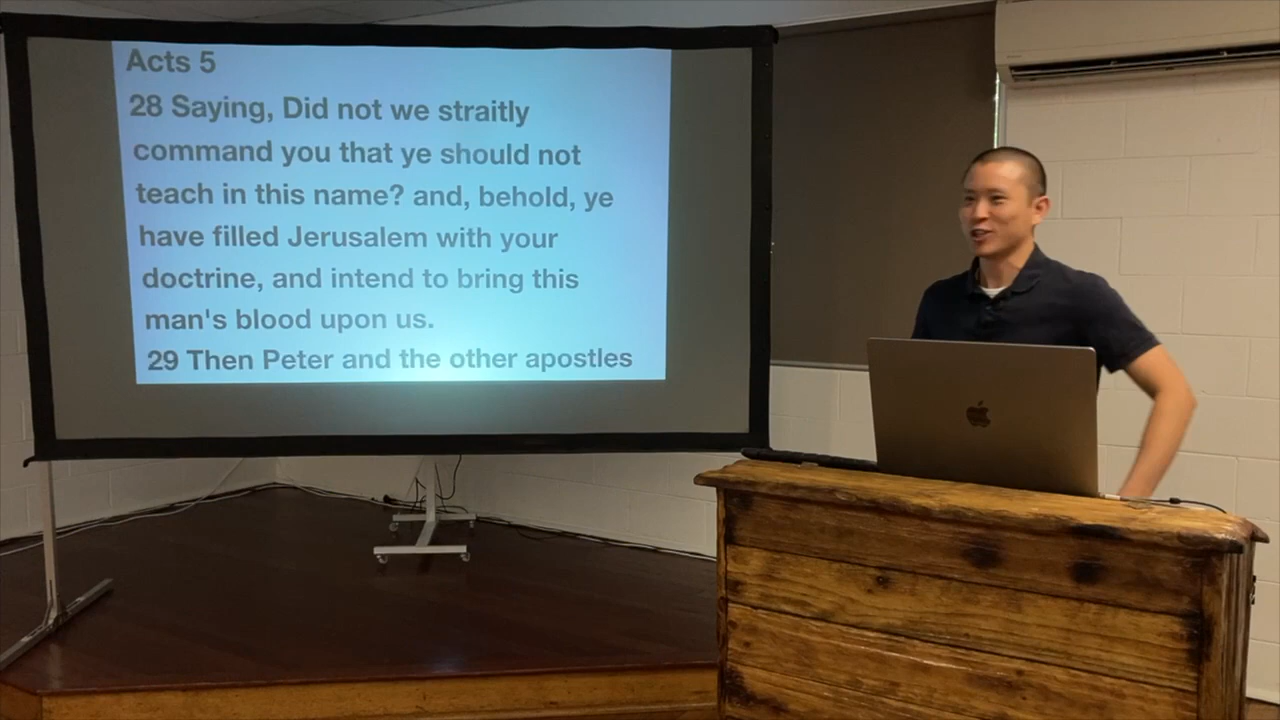 Acts 5
28 Saying, Did not we straitly
command you that ye should not
teach in this name? and, behold, ye
have filled Jerusalem with your
doctrine, and intend to bring this
man's blood upon us.
29 Then Peter and the other apostles